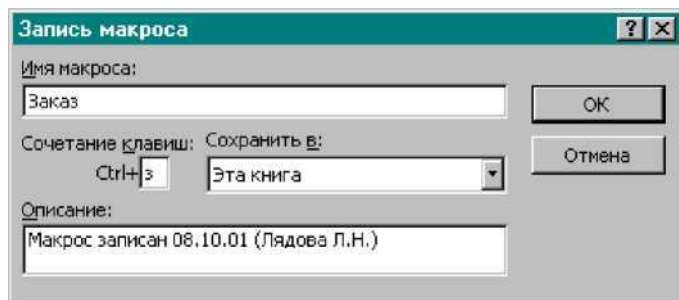 Запись макроса
Имя макроса:
Заказ
ОК
Сочетание клавиш: Сохранить в:
Ctrl+ з Эта книга
Отмена
Описание:
Макрос записан 08.10.01 (Лядова Л.Н.)